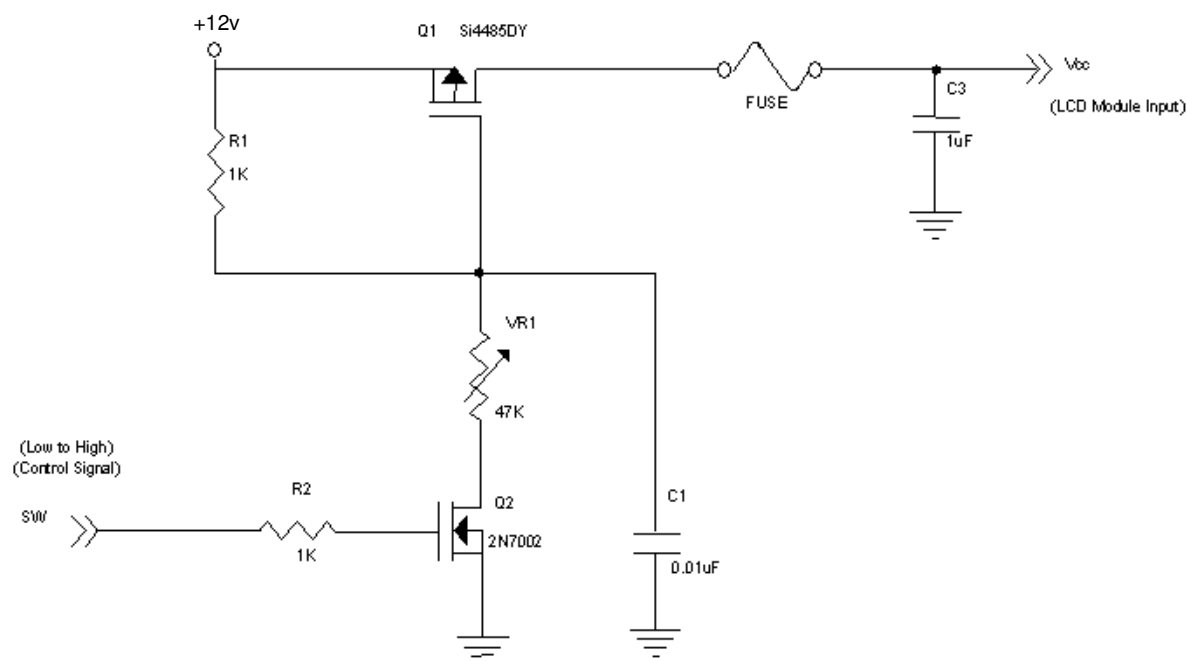 +12v
Q1 Si4485DY
FUSE
C3
1uF
Vcc
(LCD Module Input)
R1
1K
VR1
47K
(Low to High)
(Control Signal)
SW
R2
1K
Q2
2N7002
C1
0.01uF